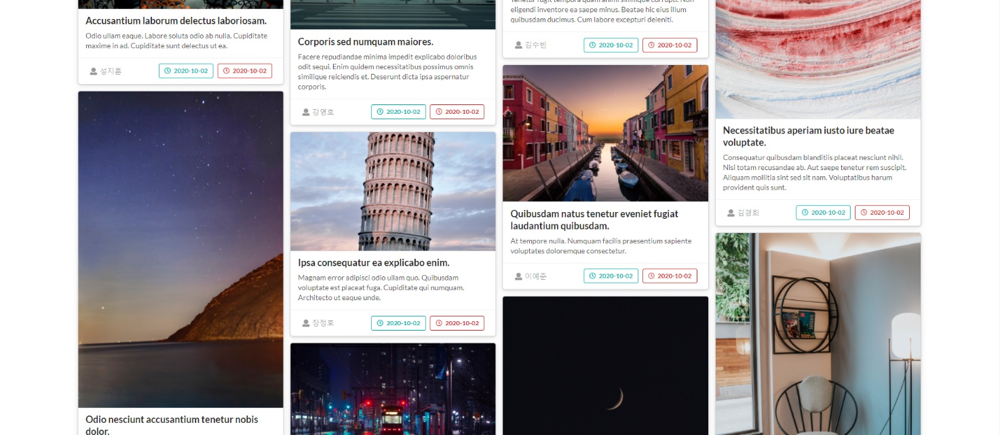 Accusantium laborum delectus laboriosam.
Odio ullam eaque. Labore soluta odio ab nulla. Cupiditate
maxime in ad. Cupiditate sunt delectus ut ea.
성지훈 2020-10-02 2020-10-02
Odio nesciunt accusantium tenetur nobis
dolor.
Corporis sed numquam maiores.
Facere repudiandae minima impedit explicabo doloribus
odit sequi. Enim quidem necessitatibus possimus omnis
similique reiciendis et. Deserunt dicta ipsa aspernatur
corporis.
강영호 2020-10-02 2020-10-02
Ipsa consequatur ea explicabo enim.
Magnam error adipisci odio ullam quo. Quibusdam
voluptate est placeat fuga. Cupiditate qui numquam.
Architecto ut eaque unde.
장정호 2020-10-02 2020-10-02
Tenetur fugit tempora quam animi similique corrupti. Non
eligendi inventore ea saepe minus. Beatae hic eius illum
quibusdam ducimus. Cum labore excepturi deleniti.
김수빈 2020-10-02 2020-10-02
Quibusdam natus tenetur eveniet fugiat
laudantium quibusdam.
At tempore nulla. Numquam facilis praesentium sapiente
voluptates doloremque consectetur.
이예준 2020-10-02 2020-10-02
Necessitatibus aperiam iusto iure beatae
voluptate.
Consequatur quibusdam blanditiis placeat nesciunt nihil.
Nisi totam recusandae ab. Aut saepe tenetur rem suscipit.
Aliquam mollitia sint sed sit nam. Voluptatibus harum
provident quis sunt.
김경희 2020-10-02 2020-10-02